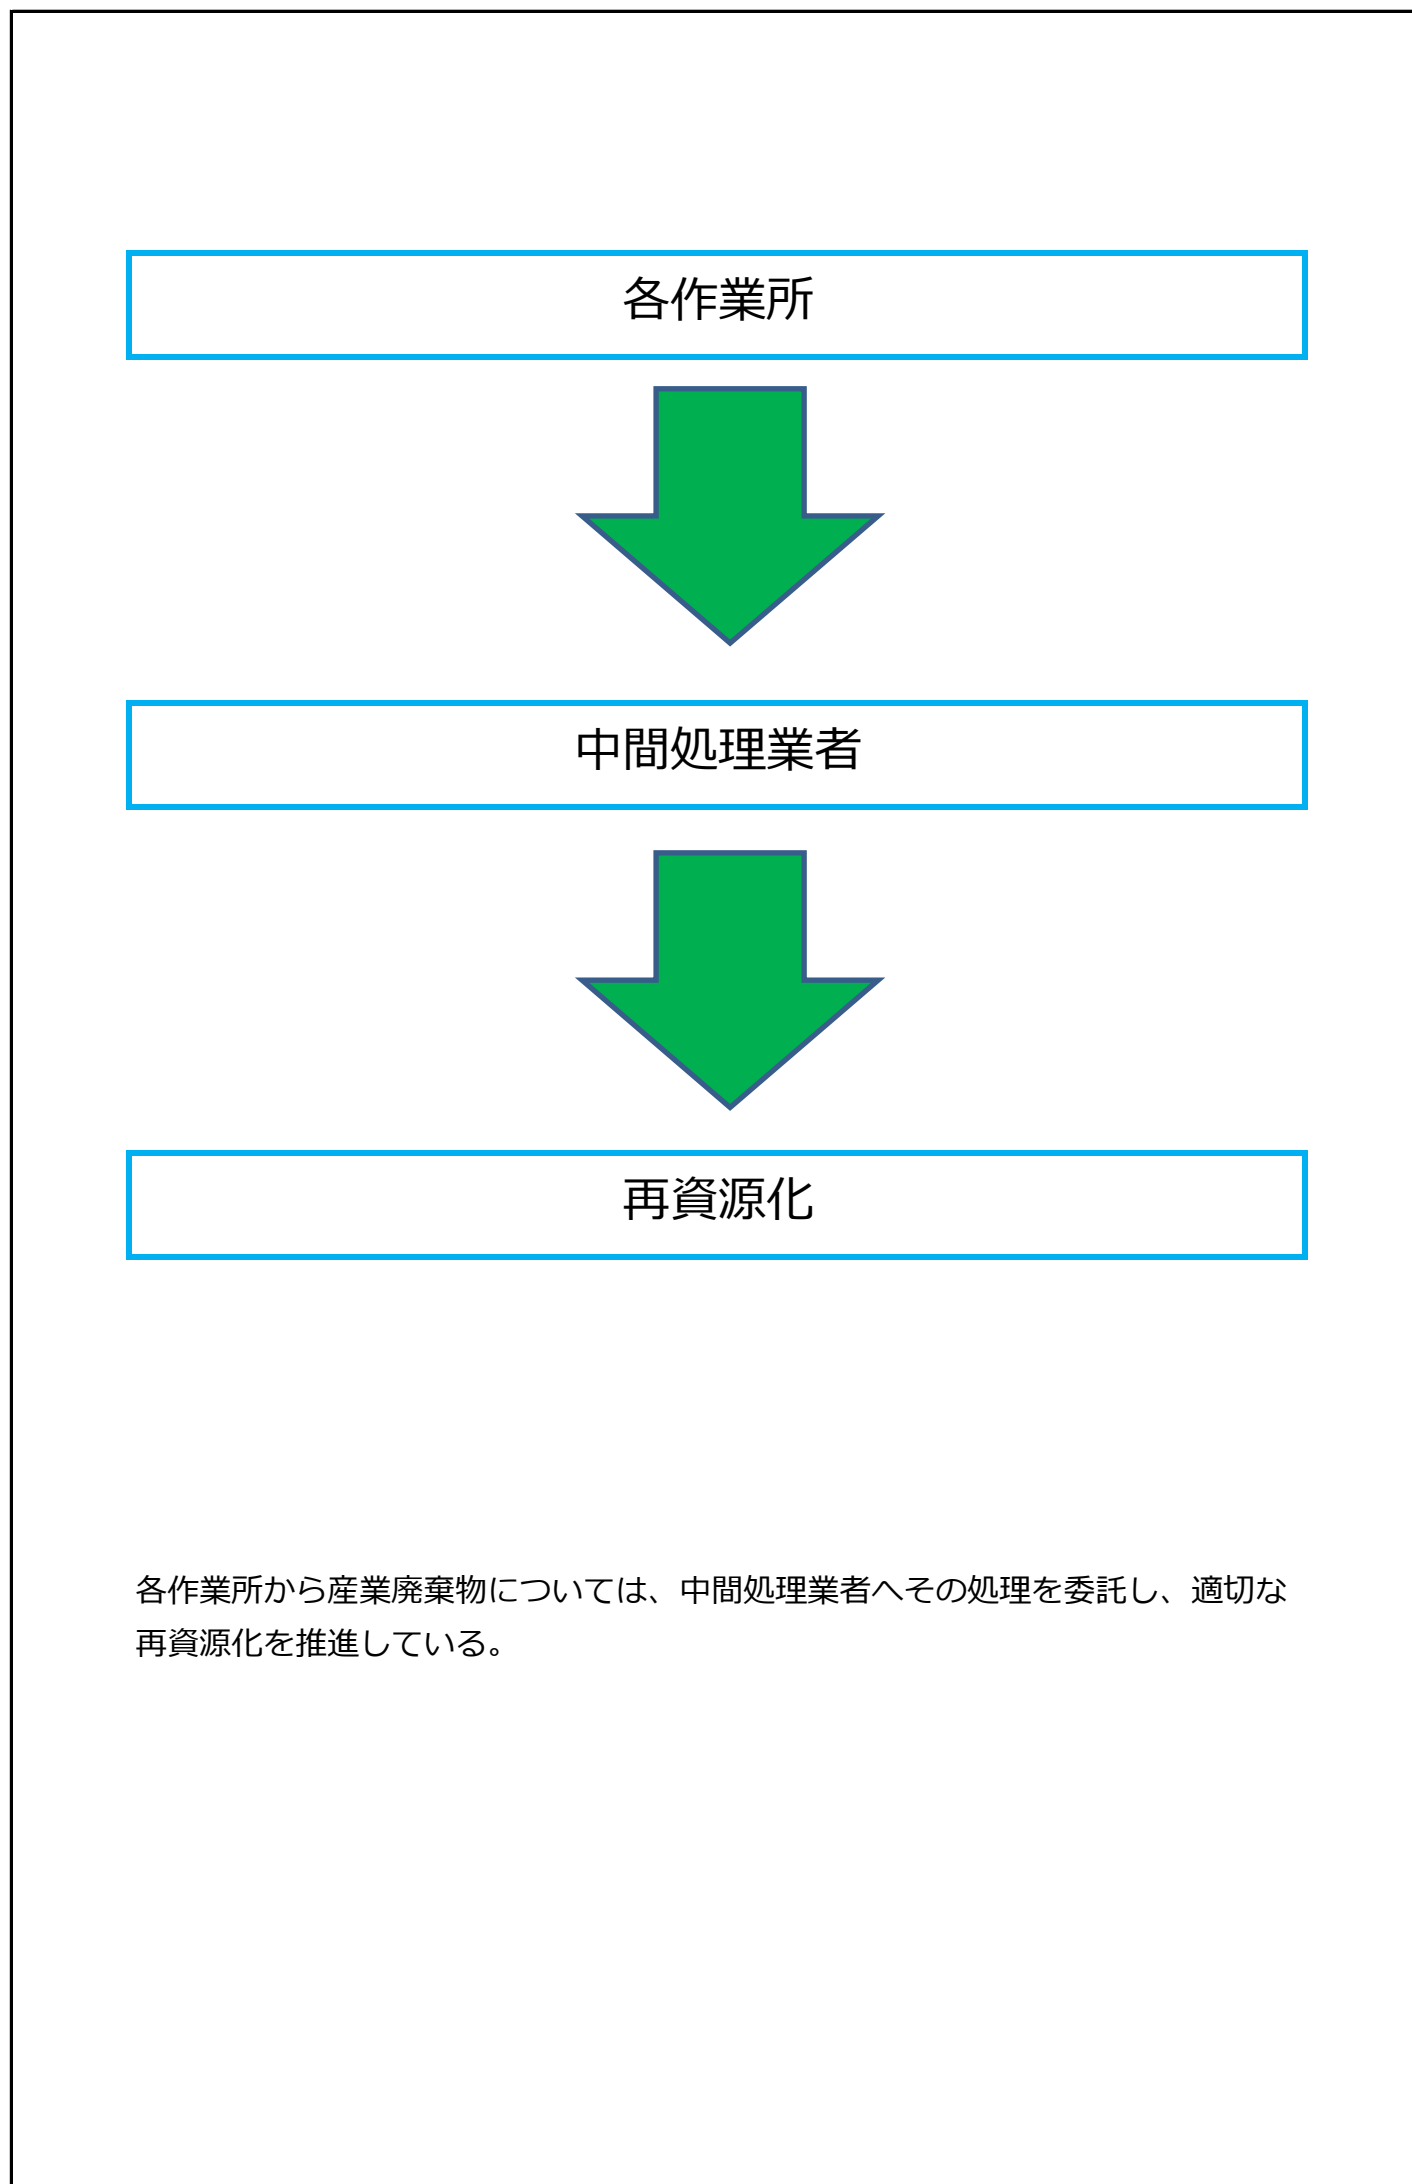 各作業所
中間処理業者
再資源化
各作業所から産業廃棄物については、中間処理業者へその処理を委託し、適切な
再資源化を推進している。